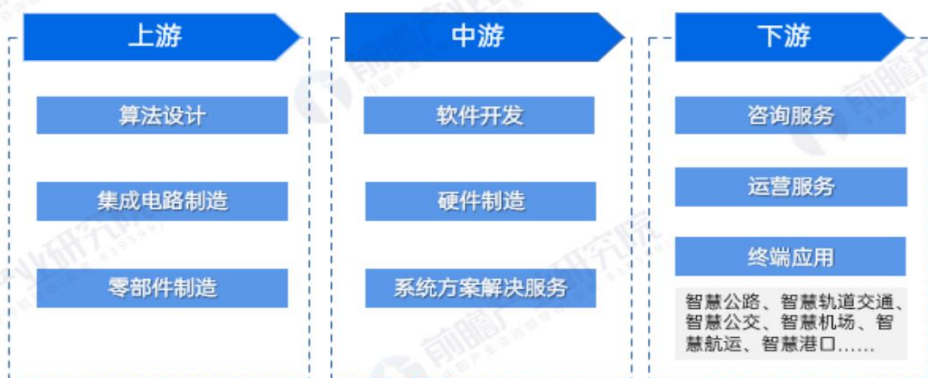 上游
算法设计
集成电路制造
零部件制造
中游
软件开发
硬件制造
系统方案解决服务
下游
咨询服务
运营服务
终端应用
智慧公路、智慧轨道交通、
智慧公交、智慧机场、智
慧航运、智慧港口......